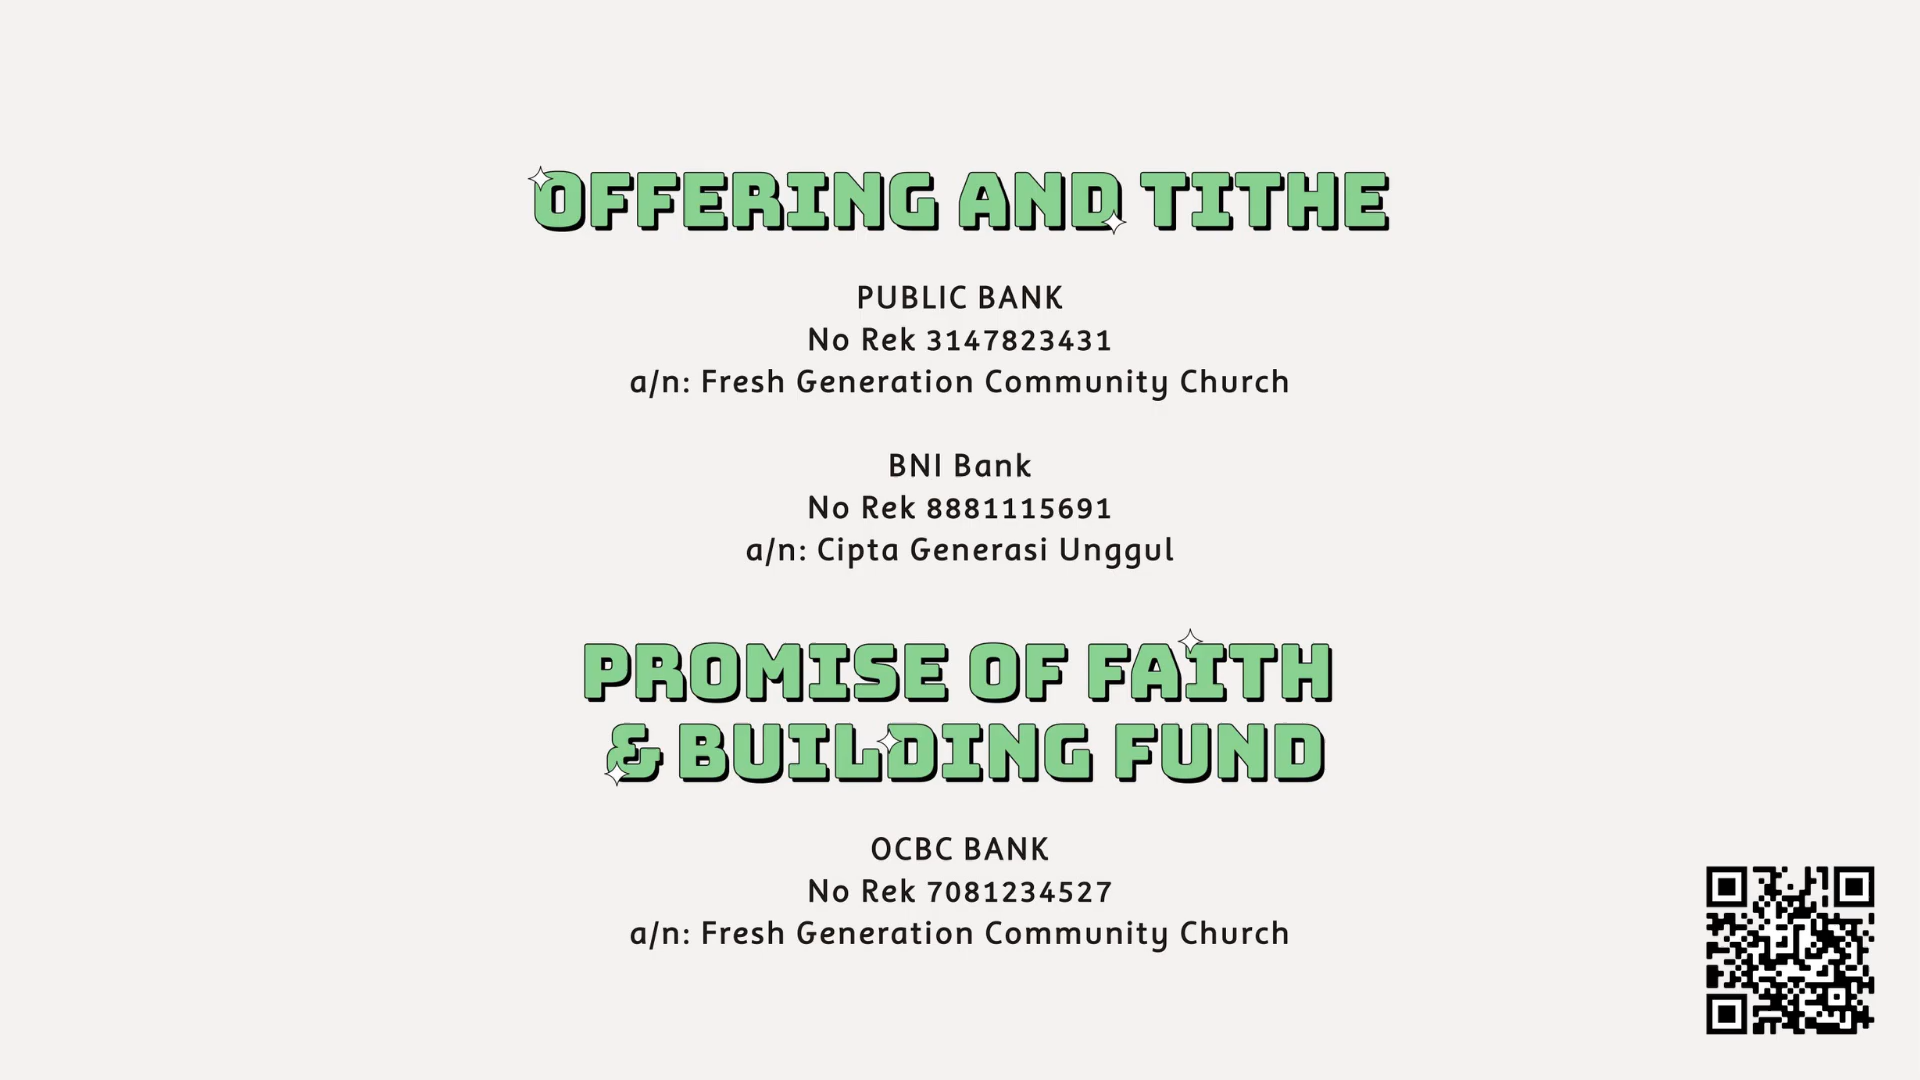 OFFERING AND TITHE
PUBLIC BANK
No Rek 3147823431
a/n: Fresh Generation Community Church
BNI Bank
No Rek 8881115691
a/n: Cipta Generasi Unggul
PROMISE OF FAITH
& BUILDING FUND
OCBC BANK
No Rek 7081234527
a/n: Fresh Generation Community Church